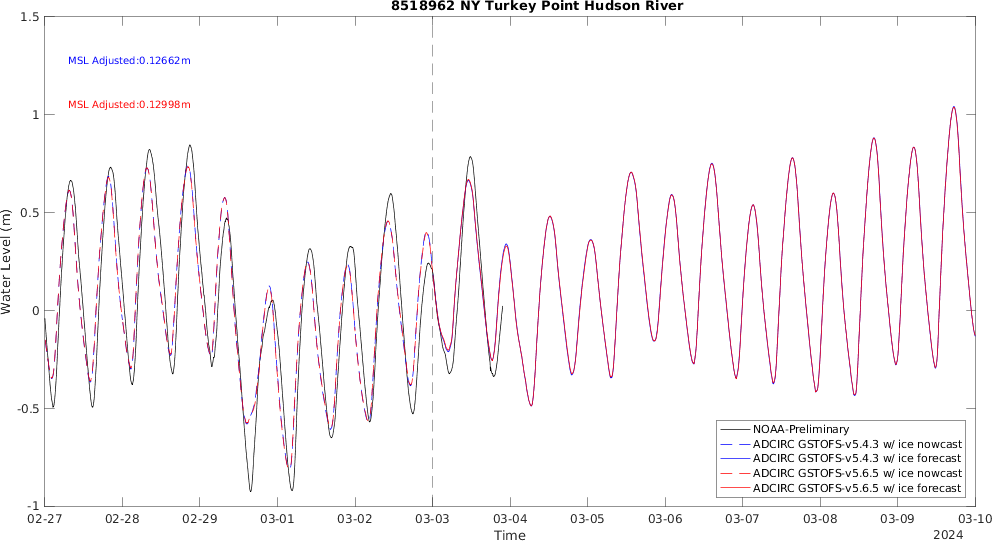 8518962 NY Turkey Point Hudson River
1.5
MSL Adjusted:0.12662m
MSL Adjusted:0.12998m
1
0.5
0
-0.5
-1
Water Level (m)
NOAA-Preliminary
ADCIRC GSTOFS-v5.4.3 w/ ice nowcast
ADCIRC GSTOFS-v5.4.3 w/ ice forecast
ADCIRC GSTOFS-v5.6.5 w/ ice nowcast
ADCIRC GSTOFS-v5.6.5 w/ ice forecast
02-27 02-28 02-29 03-01 03-02 03-03 03-04 03-05 03-06 03-07 03-08 03-09 03-10
Time
2024